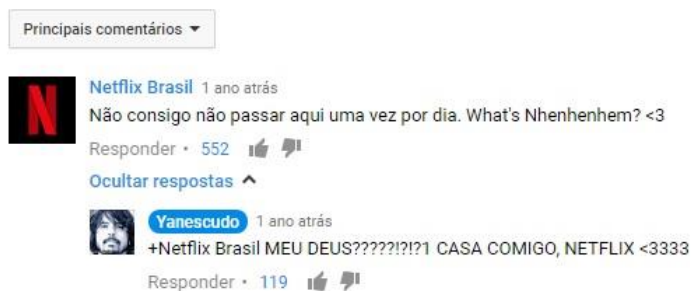 Principais comentários
N
Netflix Brasil 1 ano atrás
Não consigo não passar aqui uma vez por dia. What's Nhenhenhem? <3
Responder • 552
Ocultar respostas
Yanescudo 1 ano atrás
+Netflix Brasil MEU DEUS?????!?!?1 CASA COMIGO, NETFLIX <3333
Responder • 119